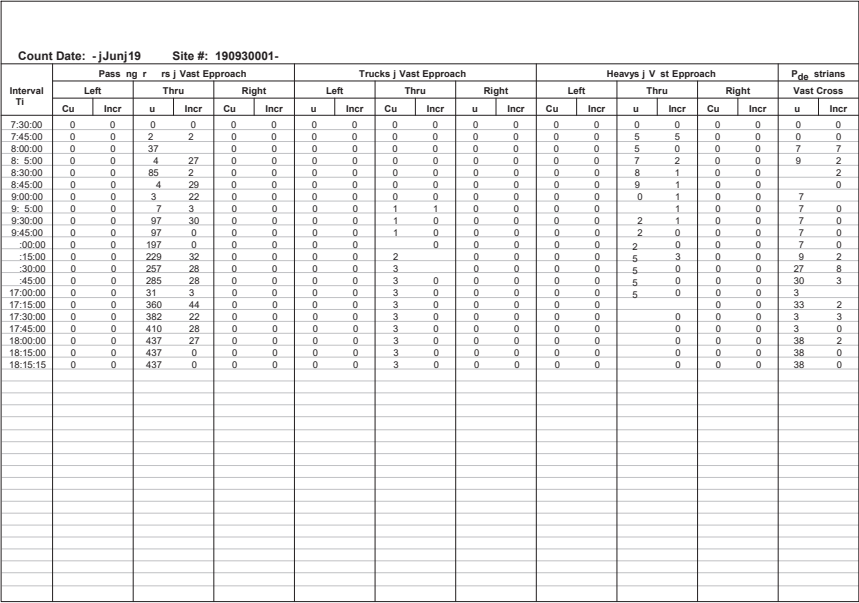 Count Date: - jJunj19 Site #: 190930001-
Pass ng r rs j Vast Epproach Trucks j Vast Epproach Heavys j V st Epproach Pde strians
Interval Left Thru Right Left Thru Right Left Thru Right Vast Cross
Ti Cu Incr u Incr Cu Incr u Incr Cu Incr u Incr Cu Incr u Incr Cu Incr u Incr
7:30:00 0 0 0 0 0 0 0 0 0 0 0 0 0 0 0 0 0 0 0 0
7:45:00 0 0 2 2 0 0 0 0 0 0 0 0 0 0 5 5 0 0 0 0
8:00:00 0 0 37 0 0 0 0 0 0 0 0 0 0 5 0 0 0 7 7
8: 5:00 0 0 4 27 0 0 0 0 0 0 0 0 0 0 7 2 0 0 9 2
8:30:00 0 0 85 2 0 0 0 0 0 0 0 0 0 0 8 1 0 0 2
8:45:00 0 0 4 29 0 0 0 0 0 0 0 0 0 0 9 1 0 0 0
9:00:00 0 0 3 22 0 0 0 0 0 0 0 0 0 0 0 1 0 0 7
9: 5:00 0 0 7 3 0 0 0 0 1 1 0 0 0 0 1 0 0 7 0
9:30:00 0 0 97 30 0 0 0 0 1 0 0 0 0 0 2 1 0 0 7 0
9:45:00 0 0 97 0 0 0 0 0 1 0 0 0 0 0 2 0 0 0 7 0
:00:00 0 0 197 0 0 0 0 0 0 0 0 0 0 2 0 0 0 7 0
:15:00 0 0 229 32 0 0 0 0 2 0 0 0 0 5 3 0 0 9 2
:30:00 0 0 257 28 0 0 0 0 3 0 0 0 0 5 0 0 0 27 8
:45:00 0 0 285 28 0 0 0 0 3 0 0 0 0 0 5 0 0 0 30 3
17:00:00 0 0 31 3 0 0 0 0 3 0 0 0 0 0 5 0 0 0 3
17:15:00 0 0 360 44 0 0 0 0 3 0 0 0 0 0 0 0 33 2
17:30:00 0 0 382 22 0 0 0 0 3 0 0 0 0 0 0 0 0 3 3
17:45:00 0 0 410 28 0 0 0 0 3 0 0 0 0 0 0 0 0 3 0
18:00:00 0 0 437 27 0 0 0 0 3 0 0 0 0 0 0 0 0 38 2
18:15:00 0 0 437 0 0 0 0 0 3 0 0 0 0 0 0 0 0 38 0
18:15:15 0 0 437 0 0 0 0 0 3 0 0 0 0 0 0 0 0 38 0